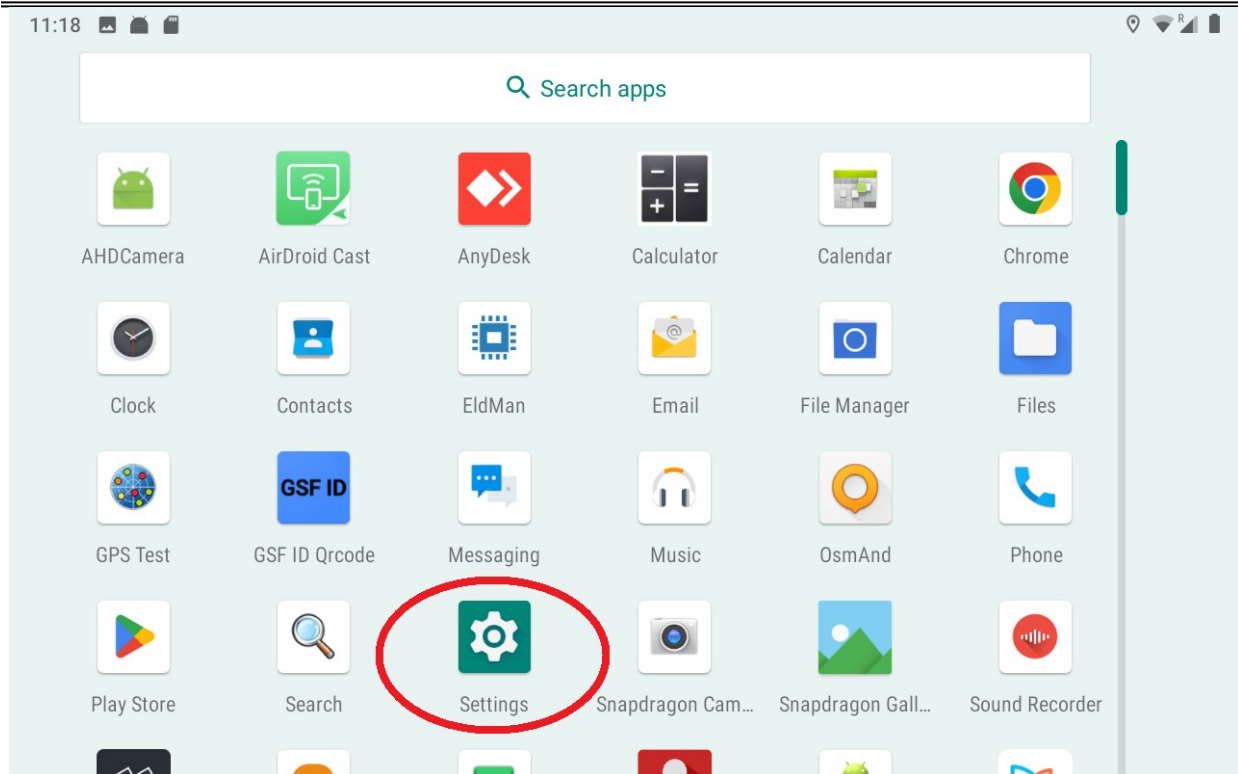 11:18
R
Search apps
AHDCamera AirDroid Cast AnyDesk Calculator Calendar Chrome
Clock Contacts EldMan Email File Manager Files
GSF ID
GPS Test GSF ID Qrcode Messaging Music OsmAnd Phone
Play Store Search Settings Snapdragon Cam... Snapdragon Gall... Sound Recorder